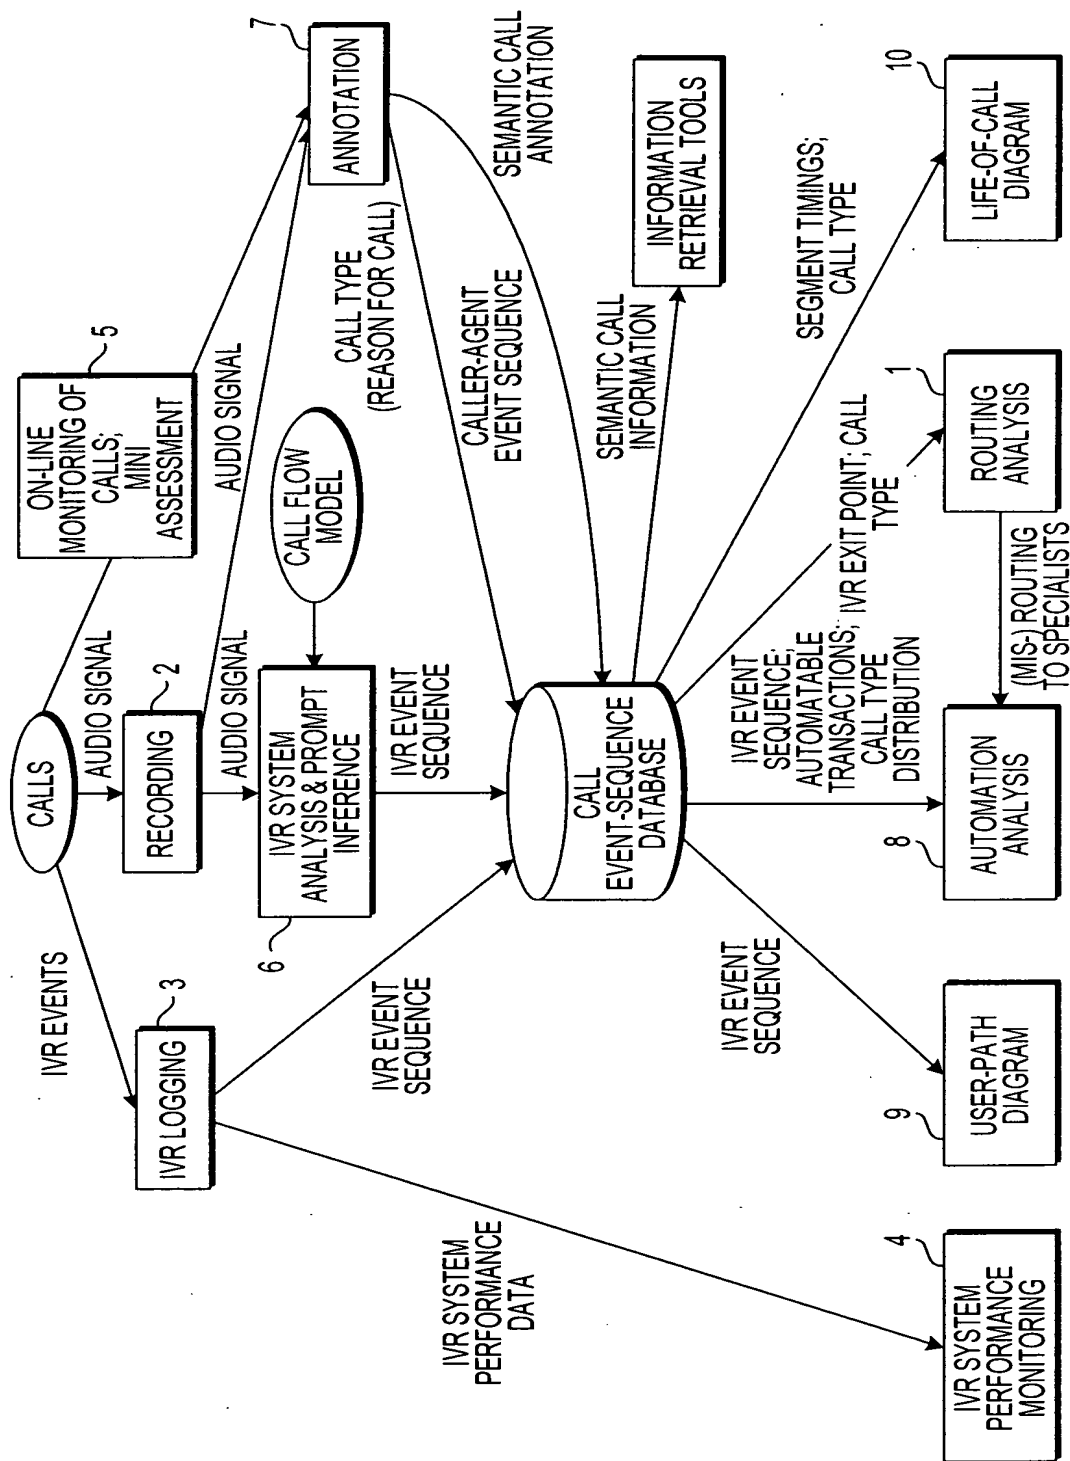 CALLS
IVR EVENTS
AUDIO SIGNAL
ON-LINE
MONITORING OF
CALLS;
MINI
ASSESSMENT
5
IVR LOGGING
3
RECORDING
2
AUDIO SIGNAL
AUDIO SIGNAL
ANNOTATION
7
IVR SYSTEM
ANALYSIS & PROMPT
INFERENCE
6
CALL FLOW
MODEL
CALL TYPE
(REASON FOR CALL)
SEMANTIC CALL
ANNOTATION
IVR SYSTEM
PERFORMANCE
DATA
IVR EVENT
SEQUENCE
IVR EVENT
SEQUENCE
CALLER-AGENT
EVENT SEQUENCE
CALL
EVENT-SEQUENCE
DATABASE
SEMANTIC CALL
INFORMATION
INFORMATION
RETRIEVAL TOOLS
IVR EVENT
SEQUENCE
IVR EVENT
SEQUENCE;
AUTOMATABLE
TRANSACTIONS;
CALL TYPE
DISTRIBUTION
IVR EXIT POINT; CALL
TYPE
SEGMENT TIMINGS;
CALL TYPE
IVR SYSTEM
PERFORMANCE
MONITORING
4
USER-PATH
DIAGRAM
9
AUTOMATION
ANALYSIS
8
(MIS-) ROUTING
TO SPECIALISTS
ROUTING
ANALYSIS
1
LIFE-OF-CALL
DIAGRAM
10